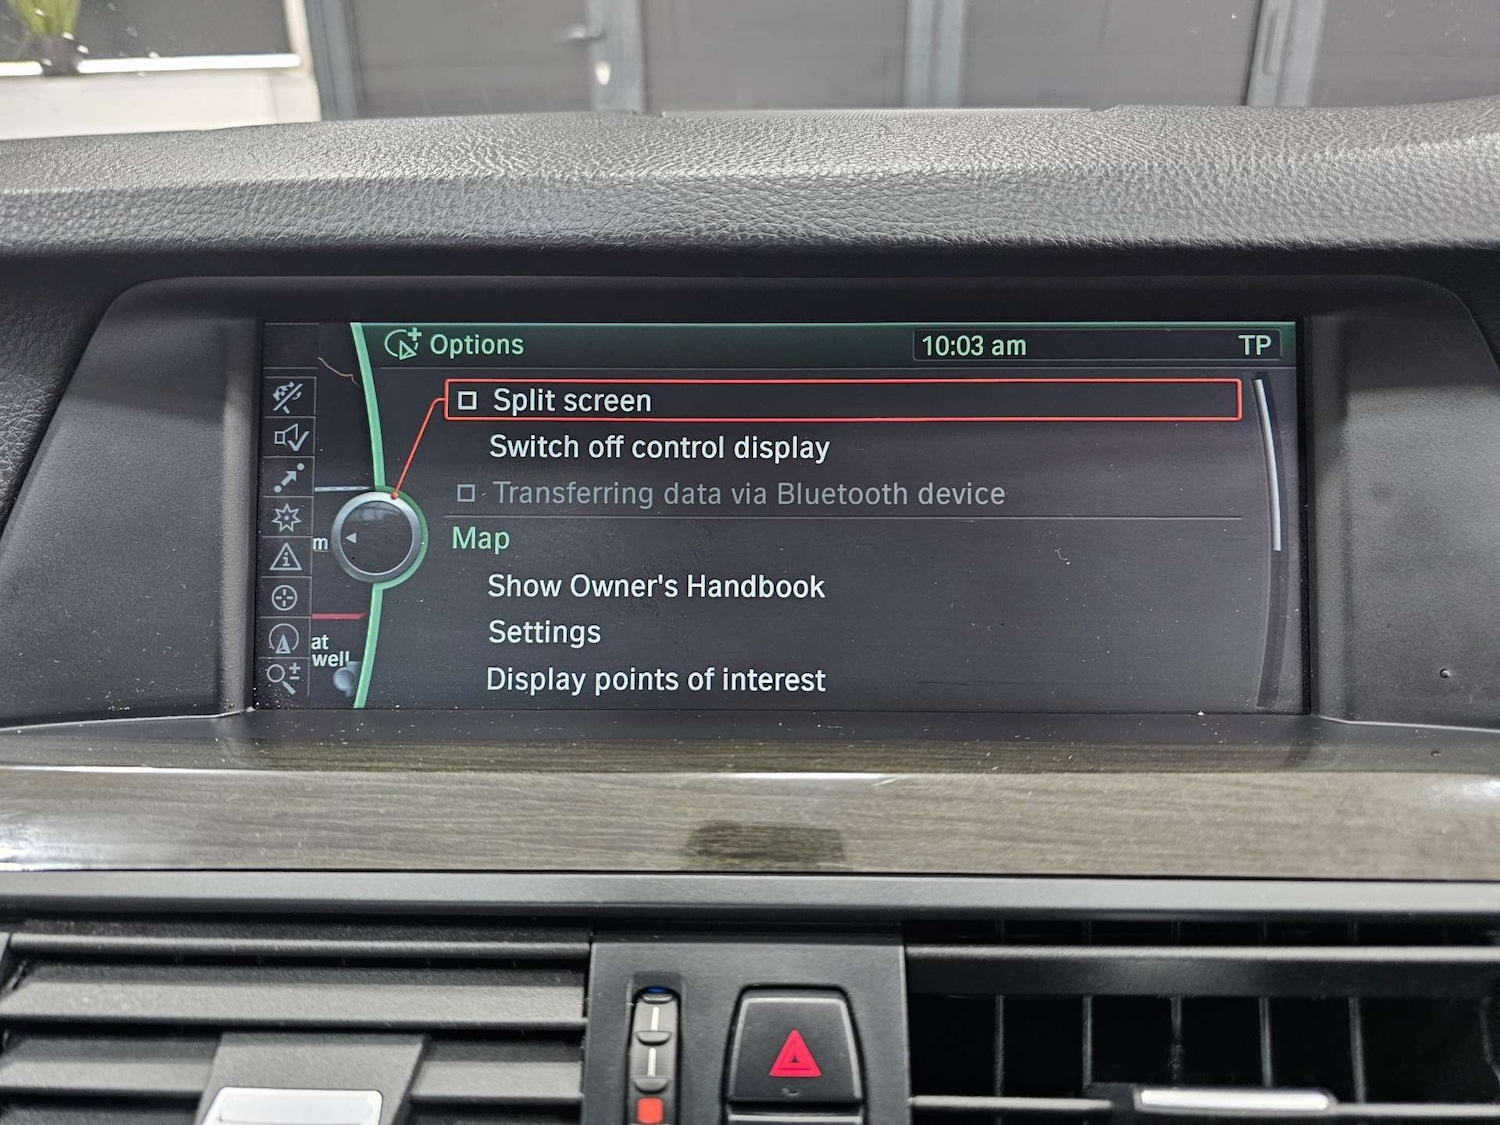 Options
10:03 am
TP
Split screen
Switch off control display
Transferring data via Bluetooth device
Map
Show Owner's Handbook
Settings
Display points of interest
m
at
well